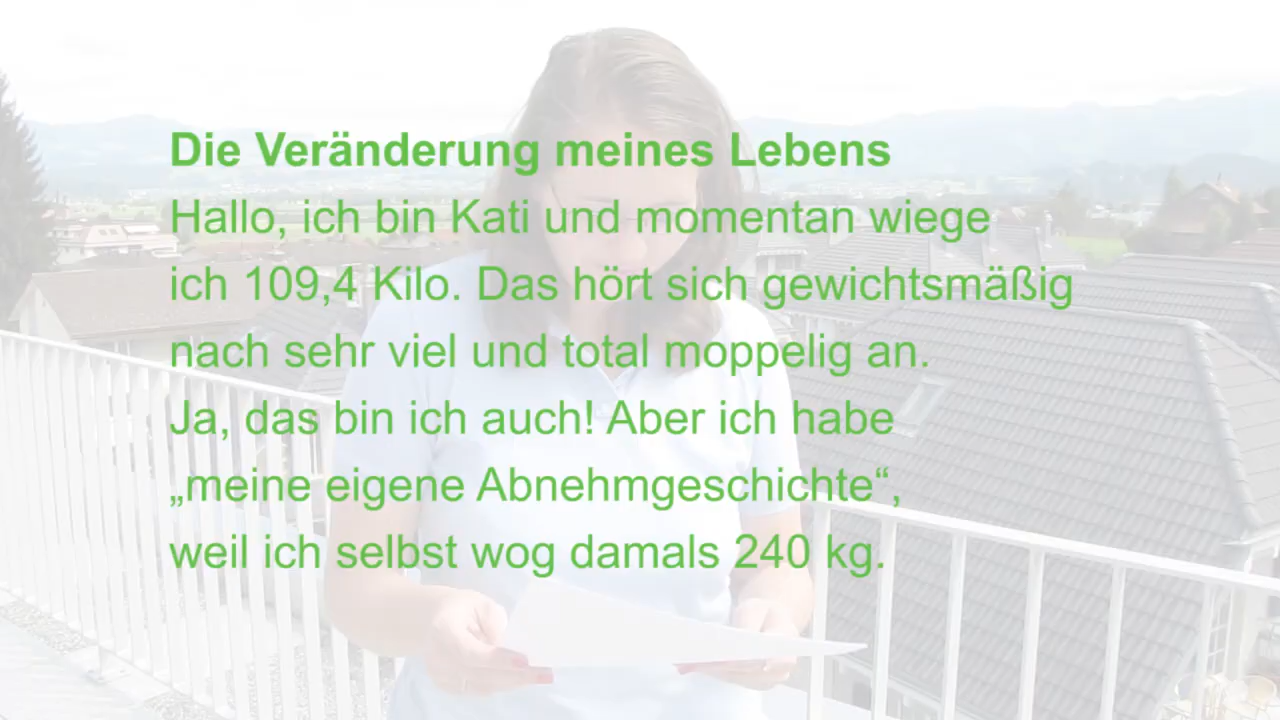 Die Veränderung meines Lebens
Hallo, ich bin Kati und momentan wiege
ich 109,4 Kilo. Das hört sich gewichtsmäßig
nach sehr viel und total moppelig an.
Ja, das bin ich auch! Aber ich habe
„meine eigene Abnehmgeschichte“,
weil ich selbst wog damals 240 kg.